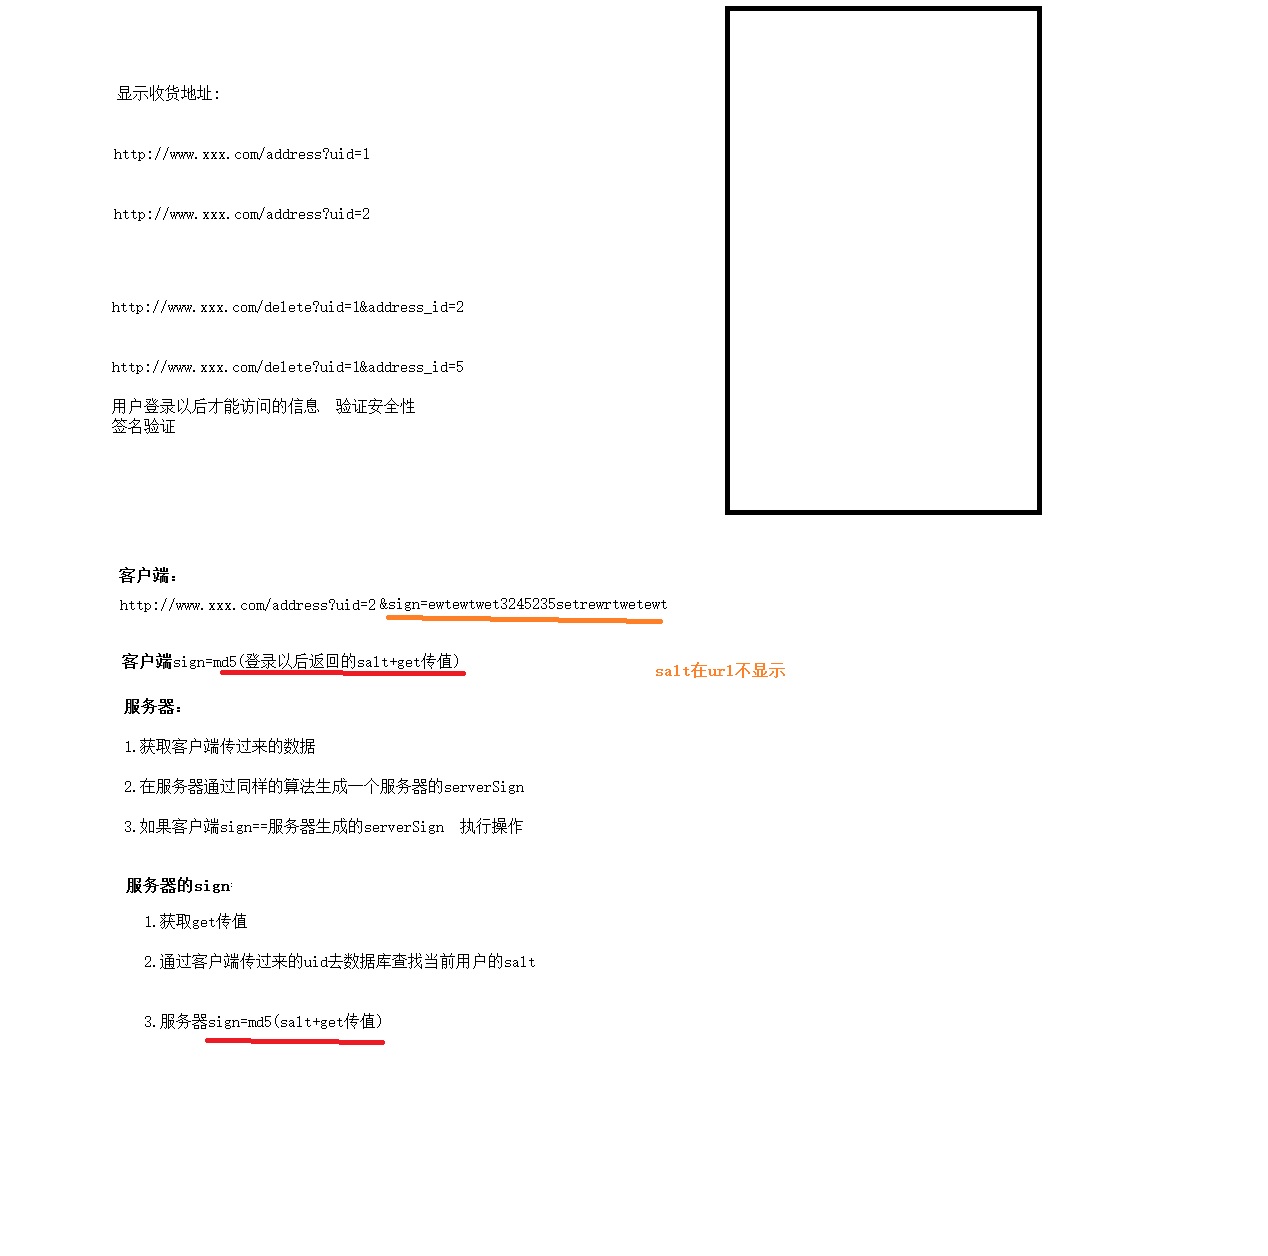 显示收货地址:
http://www.xxx.com/address?uid=1
http://www.xxx.com/address?uid=2
http://www.xxx.com/delete?uid=1&address_id=2
http://www.xxx.com/delete?uid=1&address_id=5
用户登录以后才能访问的信息 验证安全性
签名验证
客户端:
http://www.xxx.com/address?uid=2 &sign=ewtewtwet3245235setrewrtwetewt
客户端sign=md5(登录以后返回的salt+get传值)
salt在url不显示
服务器:
1.获取客户端传过来的数据
2.在服务器通过同样的算法生成一个服务器的serverSign
3.如果客户端sign==服务器生成的serverSign 执行操作
服务器的sign:
1.获取get传值
2.通过客户端传过来的uid去数据库查找当前用户的salt
3.服务器sign=md5(salt+get传值)